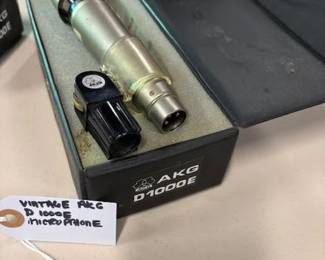 AKG
D1000E
VINTAGE AKG
D 1000E
MICROPHONE